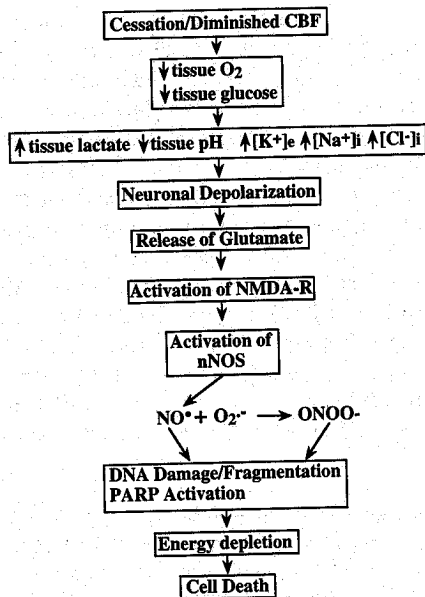 Cessation/Diminished CBF
↓tissue O₂
↓tissue glucose
↑tissue lactate ↓tissue pH ↑[K⁺]e ↑[Na⁺]i ↑[Cl⁻]i
Neuronal Depolarization
Release of Glutamate
Activation of NMDA-R
Activation of
nNOS
NO• + O₂·⁻ → ONOO-
DNA Damage/Fragmentation
PARP Activation
Energy depletion
Cell Death